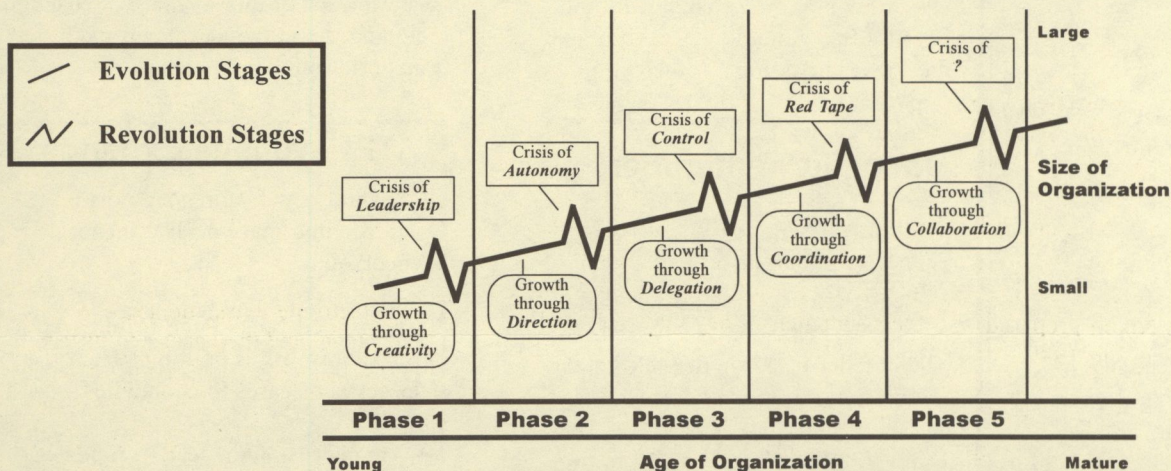 Evolution Stages
Revolution Stages
Crisis of
Leadership
Crisis of
Autonomy
Crisis of
Control
Crisis of
Red Tape
Crisis of
?
Large
Size of
Organization
Small
Growth
through
Creativity
Growth
through
Direction
Growth
through
Delegation
Growth
through
Coordination
Growth
through
Collaboration
Phase 1
Phase 2
Phase 3
Phase 4
Phase 5
Young
Age of Organization
Mature